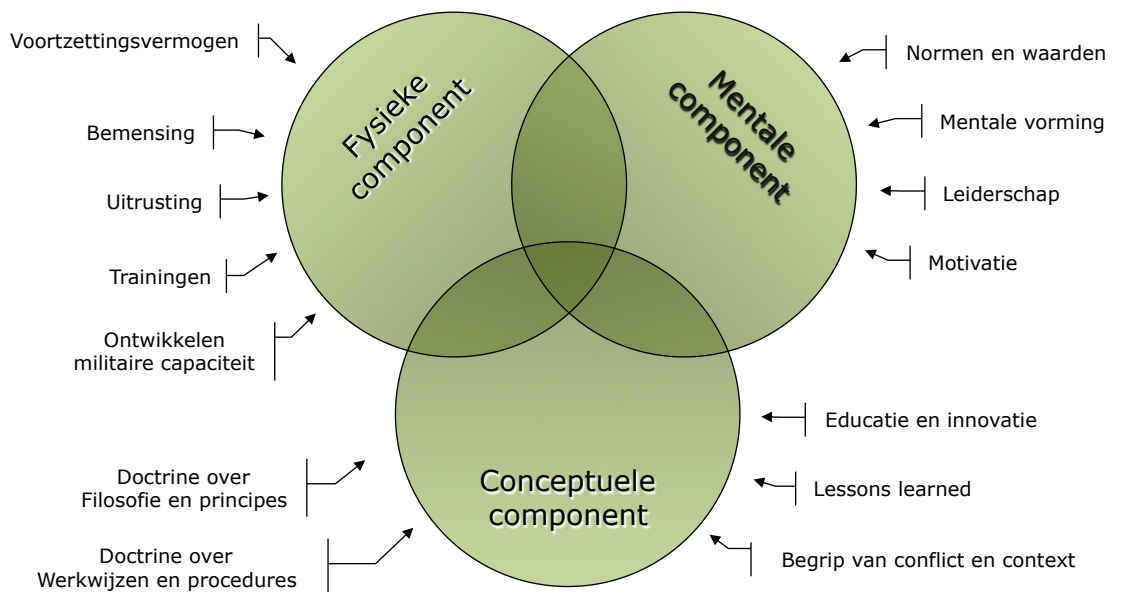 Voortzettingsvermogen
Bemensing
Uitrusting
Trainingen
Ontwikkelen
militaire capaciteit
Fysieke
component
Mentale
component
Normen en waarden
Mentale vorming
Leiderschap
Motivatie
Doctrine over
Filosofie en principes
Doctrine over
Werkwijzen en procedures
Conceptuele
component
Educatie en innovatie
Lessons learned
Begrip van conflict en context